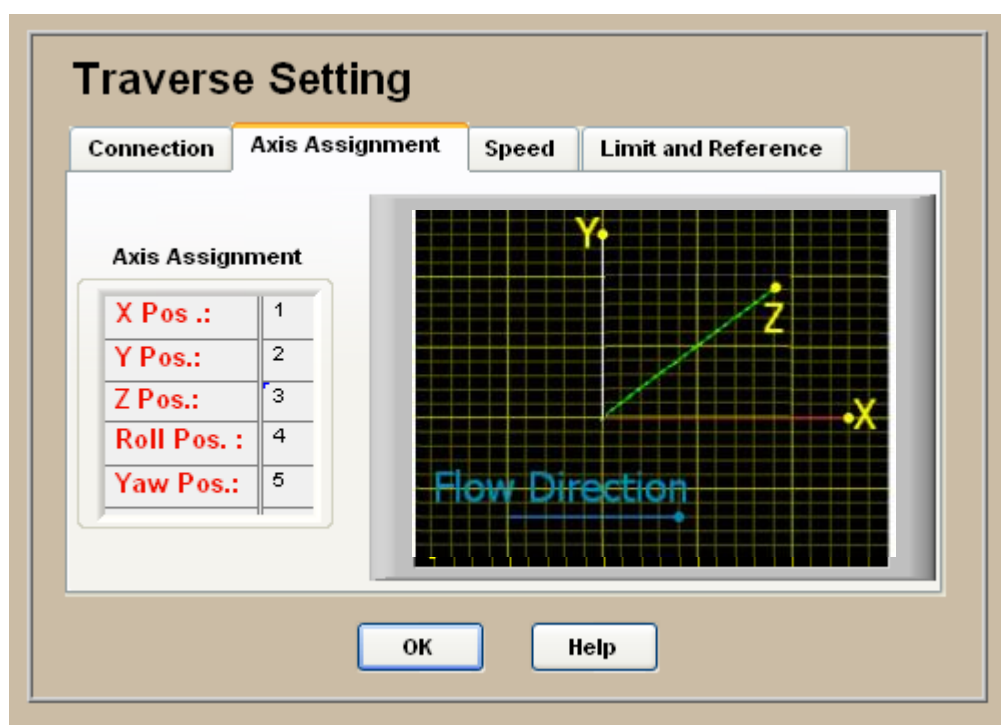 Traverse Setting
Connection Axis Assignment Speed Limit and Reference
Axis Assignment
X Pos .: 1
Y Pos.: 2
Z Pos.: 3
Roll Pos. : 4
Yaw Pos.: 5
Y
Z
X
Flow Direction
OK Help